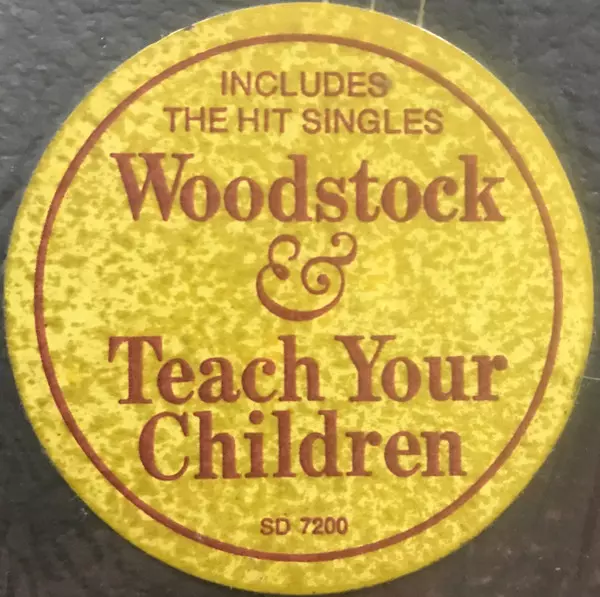 INCLUDES
THE HIT SINGLES
Woodstock
&
Teach Your
Children
SD 7200